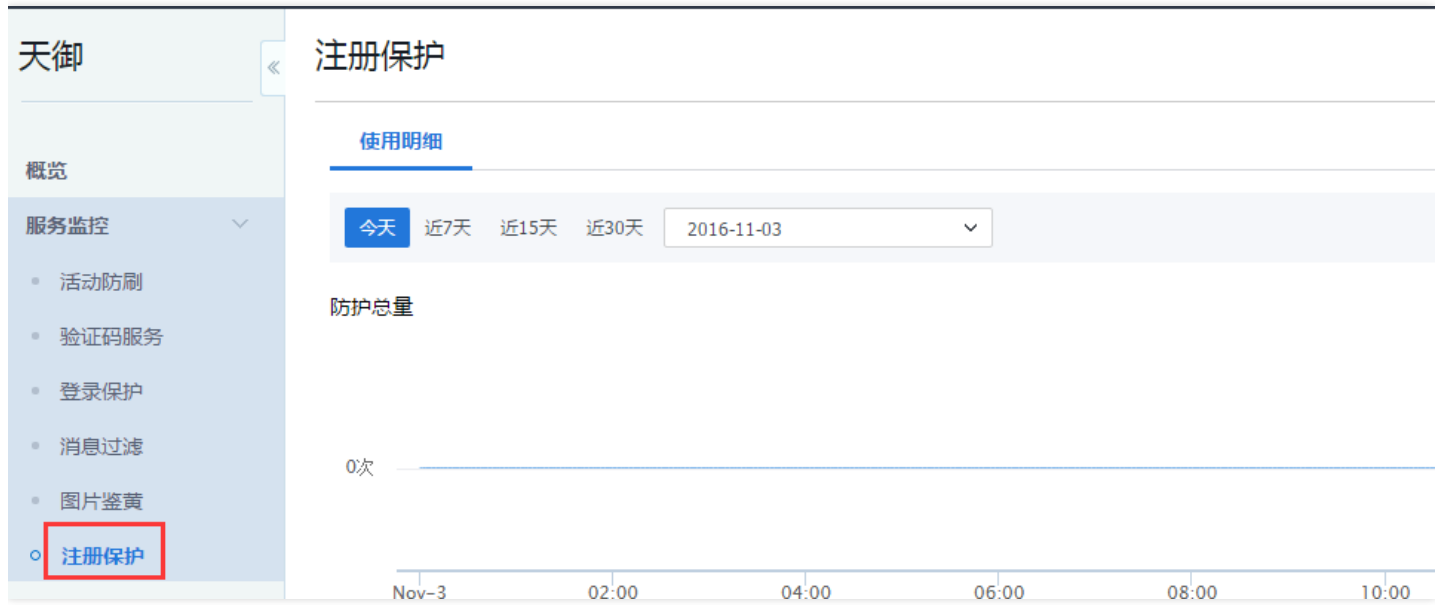 天御
«
注册保护
使用明细
概览
服务监控
活动防刷
验证码服务
登录保护
消息过滤
图片鉴黄
注册保护
今天 近7天 近15天 近30天 2016-11-03
防护总量
0次
Nov-3 02:00 04:00 06:00 08:00 10:00